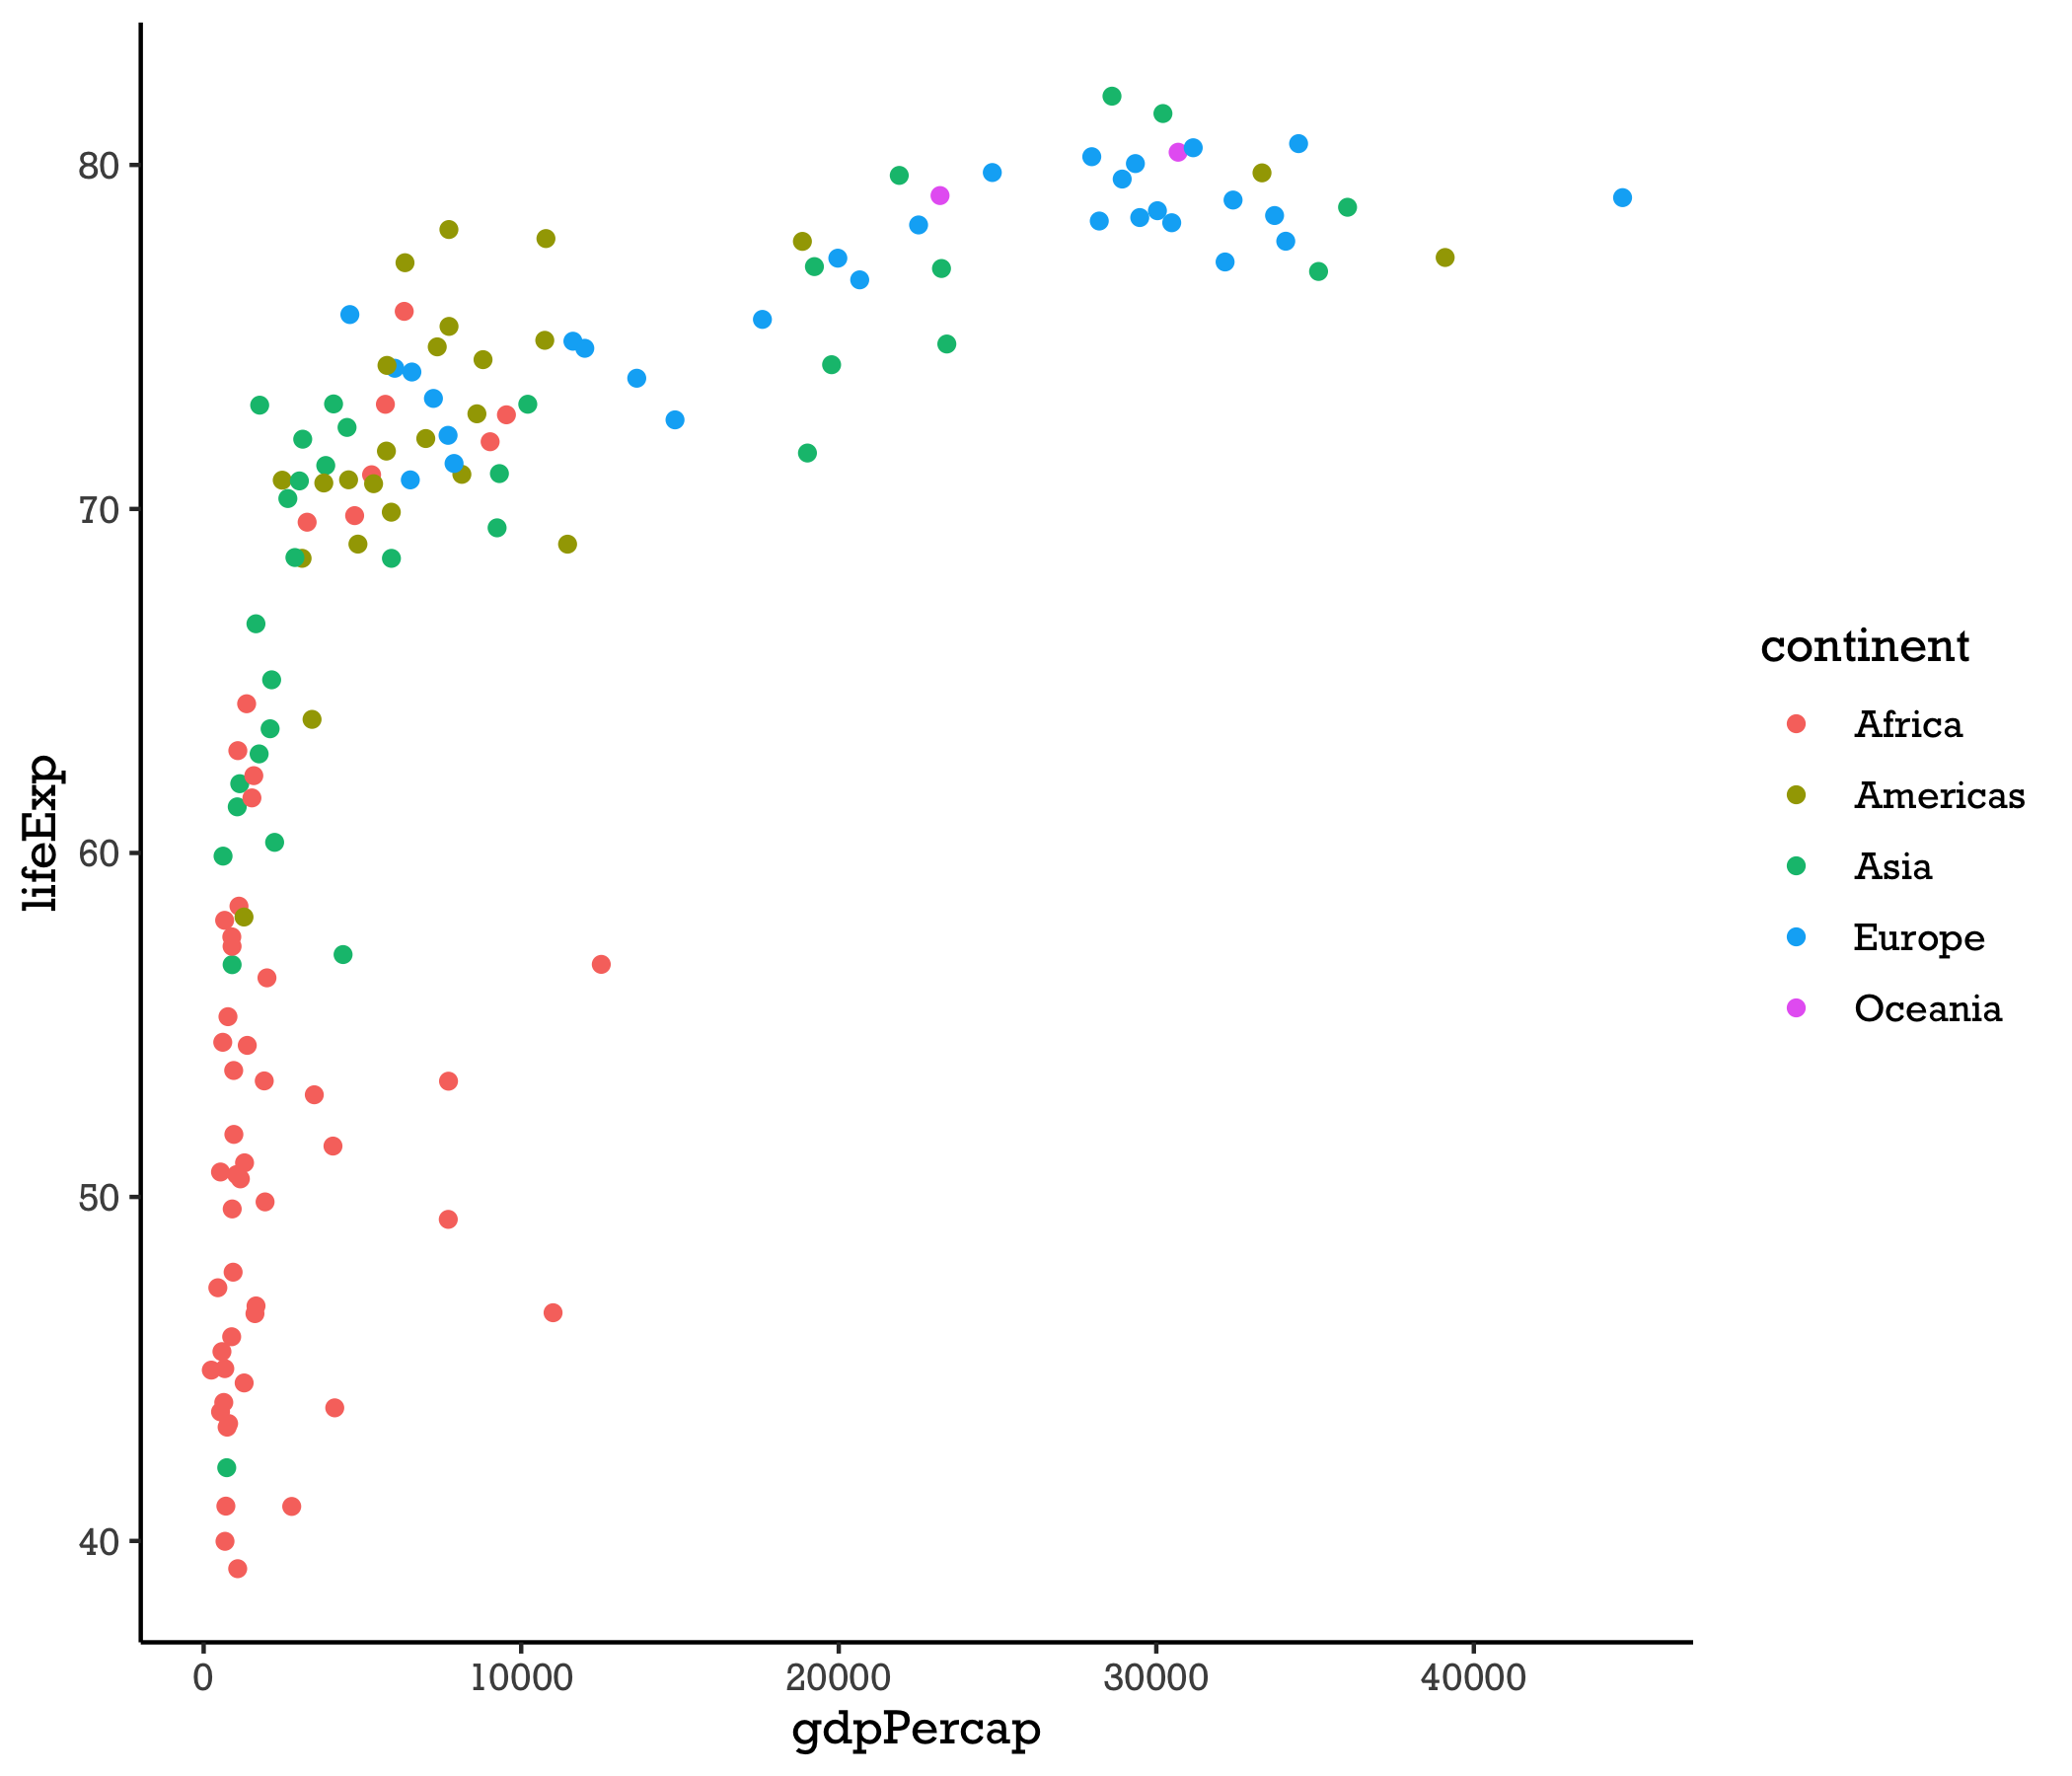 lifeExp
80
70
60
50
40
0 10000 20000 30000 40000
gdpPercap
continent
Africa
Americas
Asia
Europe
Oceania